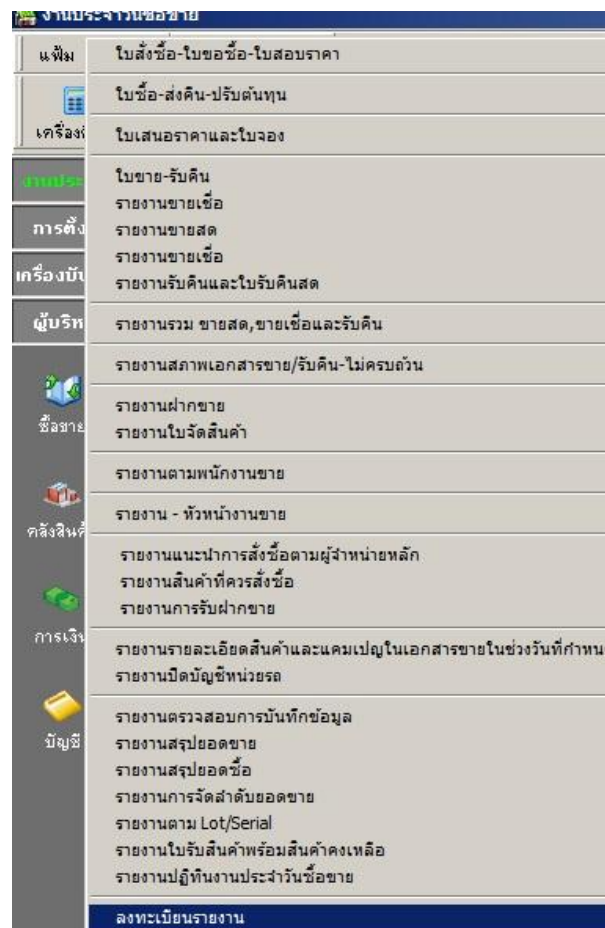 งานประจำวันซื้อขาย
แฟ้ม
ใบสั่งซื้อ-ใบขอซื้อ-ใบสอบราคา
ใบซื้อ-ส่งคืน-ปรับต้นทุน
ใบเสนอราคาและใบจอง
ใบขาย-รับคืน
รายงานขายเชื่อ
รายงานขายสด
รายงานขายเชื่อ
รายงานรับคืนและใบรับคืนสด
รายงานรวม ขายสด,ขายเชื่อและรับคืน
รายงานสภาพเอกสารขาย/รับคืน-ไม่ครบถ้วน
รายงานฝากขาย
รายงานใบจัดสินค้า
รายงานตามพนักงานขาย
รายงาน - หัวหน้างานขาย
รายงานแนะนำการสั่งซื้อตามผู้จำหน่ายหลัก
รายงานสินค้าที่ควรสั่งซื้อ
รายงานการรับฝากขาย
รายงานรายละเอียดสินค้าและแคมเปญในเอกสารขายในช่วงวันที่กำหน
รายงานปิดบัญชีหน่วยรถ
รายงานตรวจสอบการบันทึกข้อมูล
รายงานสรุปยอดขาย
รายงานสรุปยอดซื้อ
รายงานการจัดลำดับยอดขาย
รายงานตาม Lot/Serial
รายงานใบรับสินค้าพร้อมสินค้าคงเหลือ
รายงานปฏิทินงานประจำวันซื้อขาย
ลงทะเบียนรายงาน
เครื่อง
งานประ
การตั้ง
เครื่องบัน
ผู้บริห
ซื้อขาย
คลังสินค้
การเงิน
บัญชี